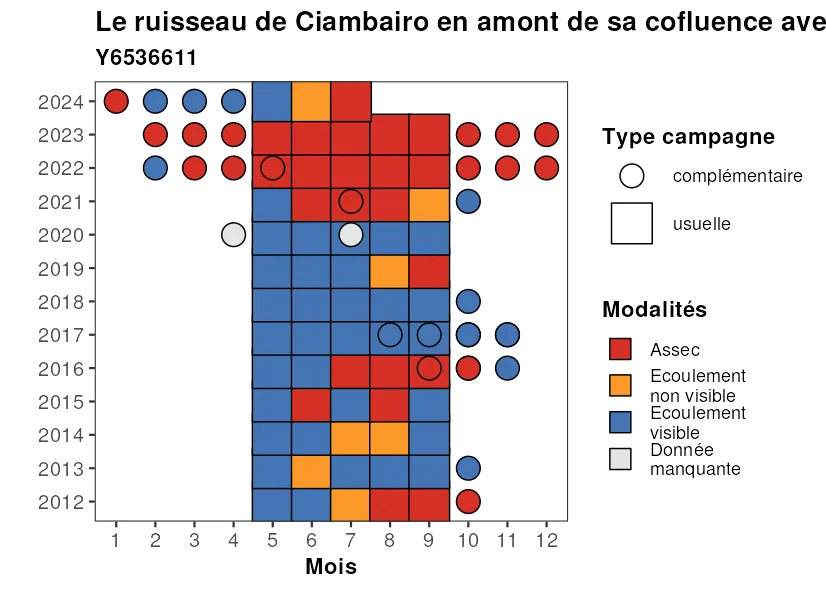 Le ruisseau de Ciambairo en amont de sa cofluence ave
Y6536611
2024
2023
2022
2021
2020
2019
2018
2017
2016
2015
2014
2013
2012
1 2 3 4 5 6 7 8 9 10 11 12
Mois
Type campagne
complémentaire
usuelle
Modalités
Assec
Ecoulement
non visible
Ecoulement
visible
Donnée
manquante